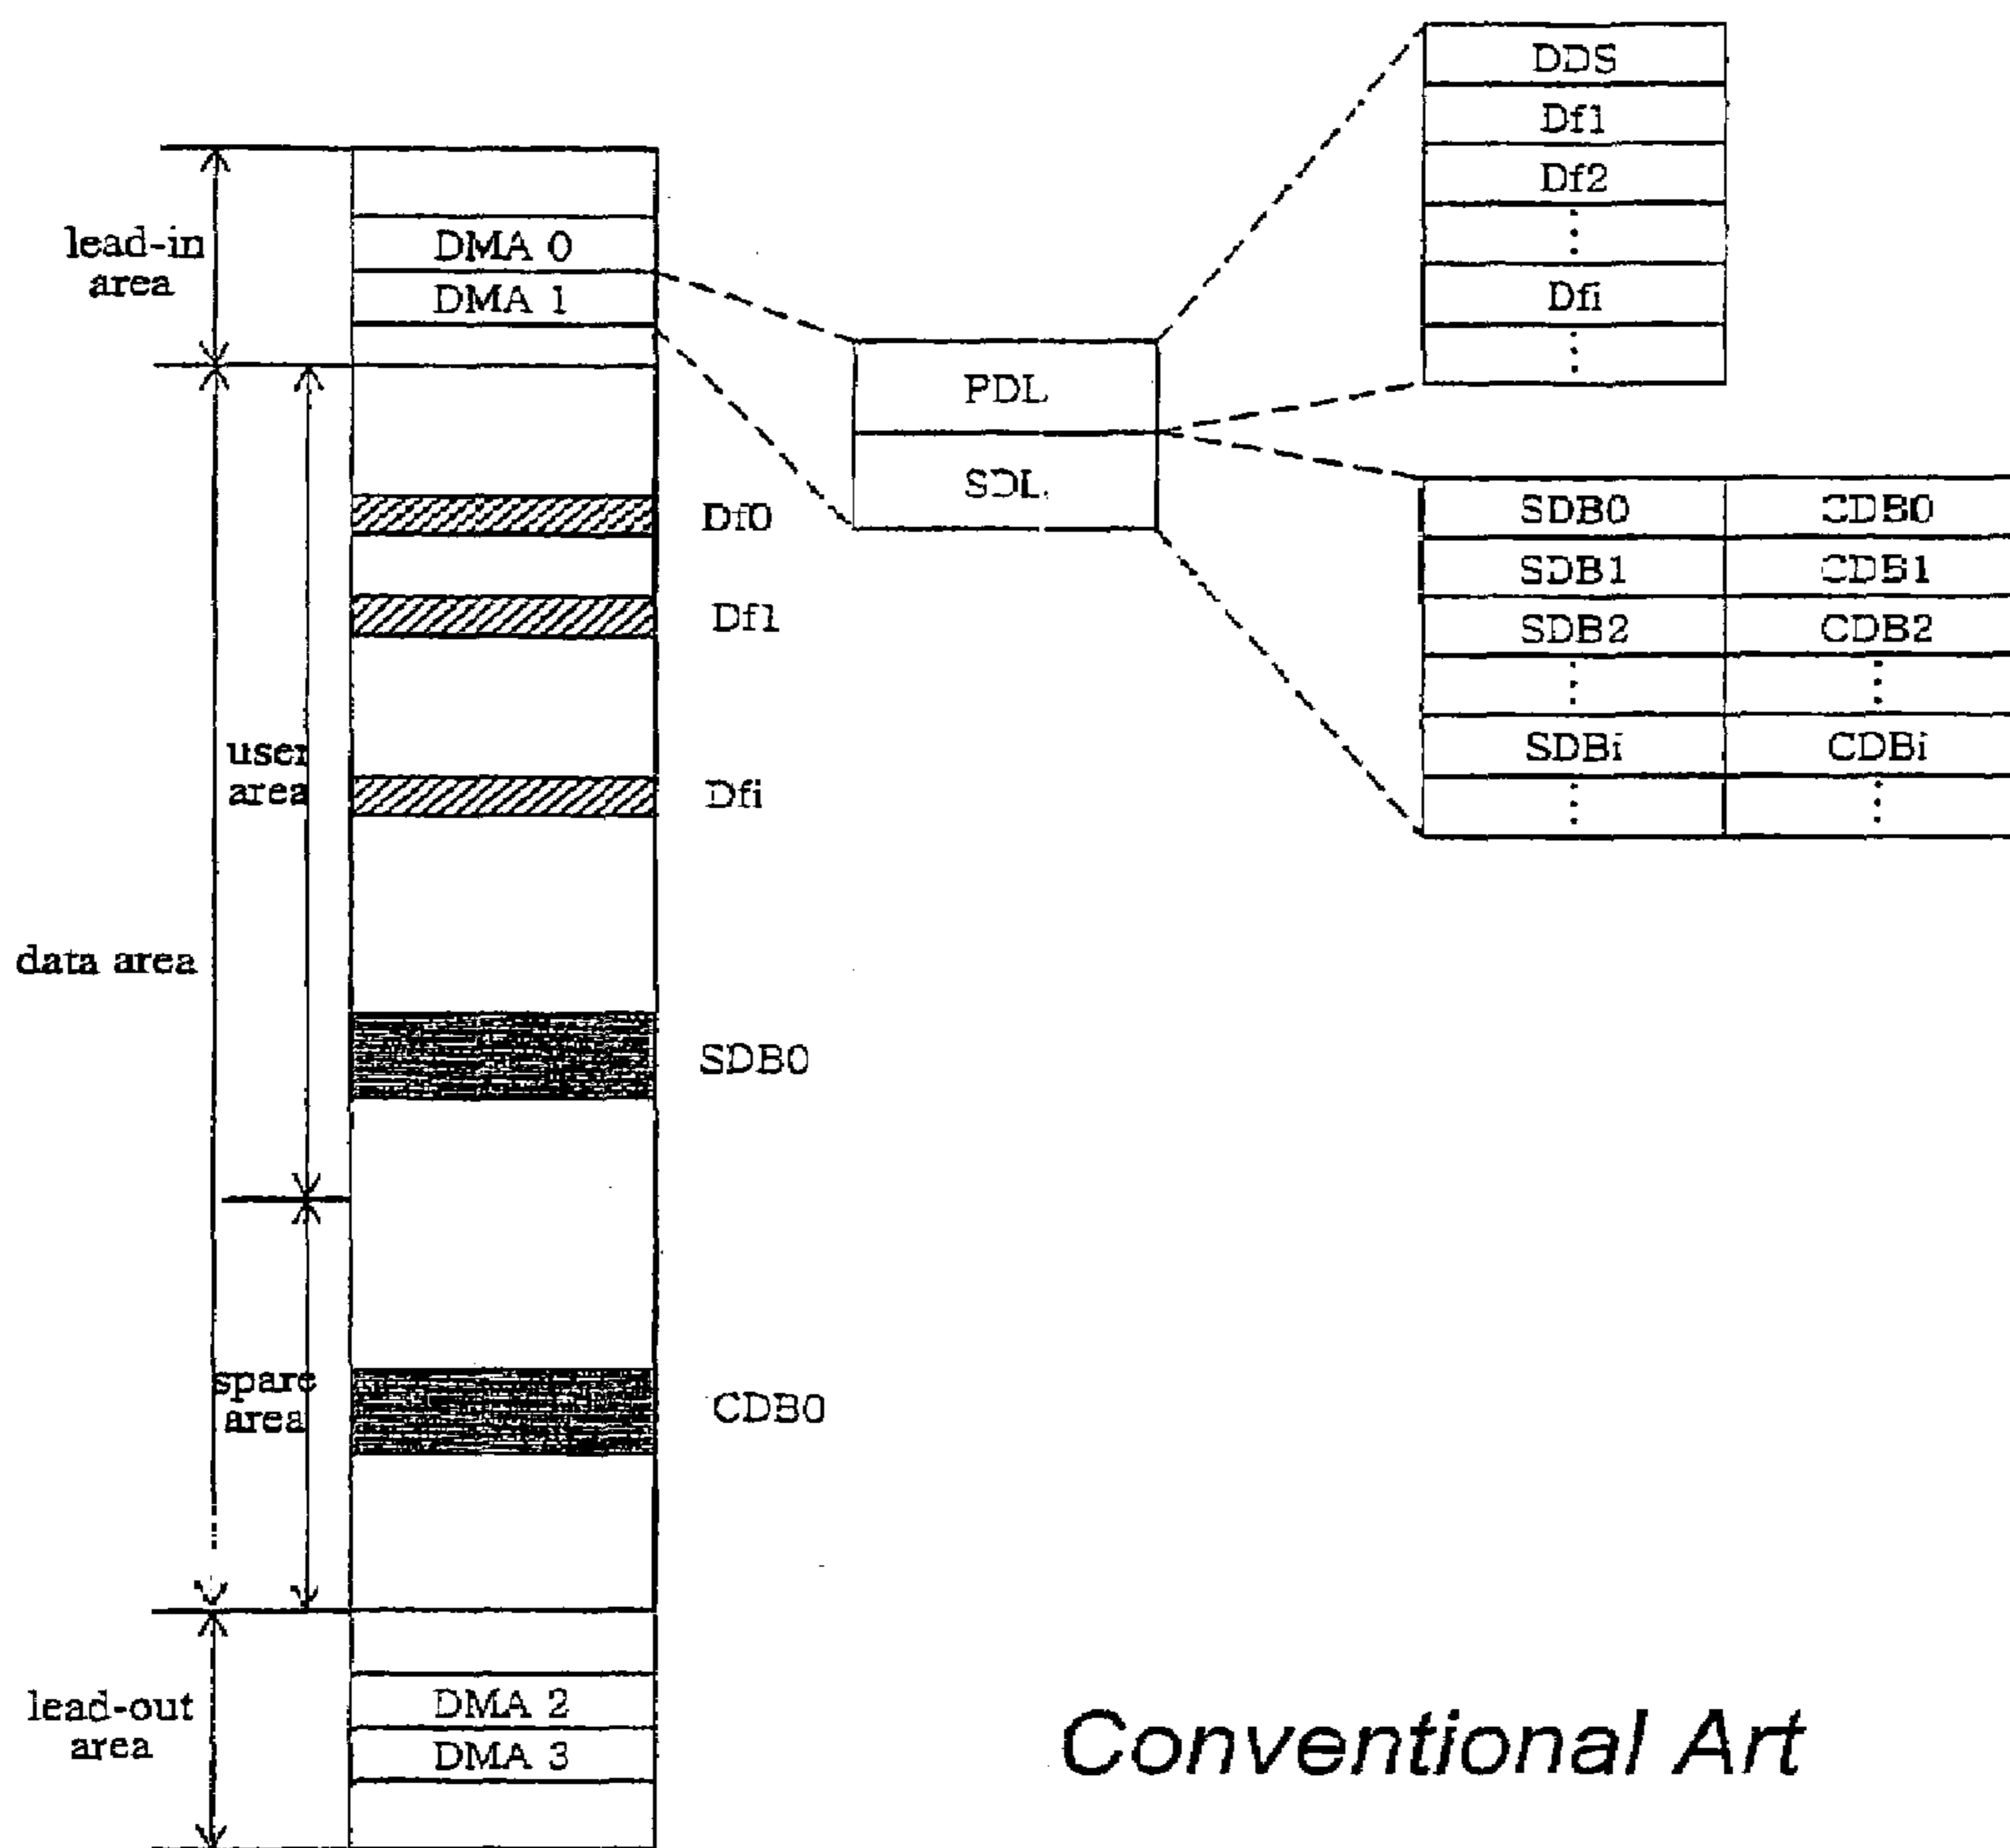 lead-in
area
data area
user
area
spare
area
lead-out
area
DMA 0
DMA 1
Df0
Df1
Dfi
SDB0
CDB0
DMA 2
DMA 3
PDL
SDL
DDS
Df1
Df2
Dfi
SDB0 CDB0
SDB1 CDB1
SDB2 CDB2
SDBi CDBi
Conventional Art